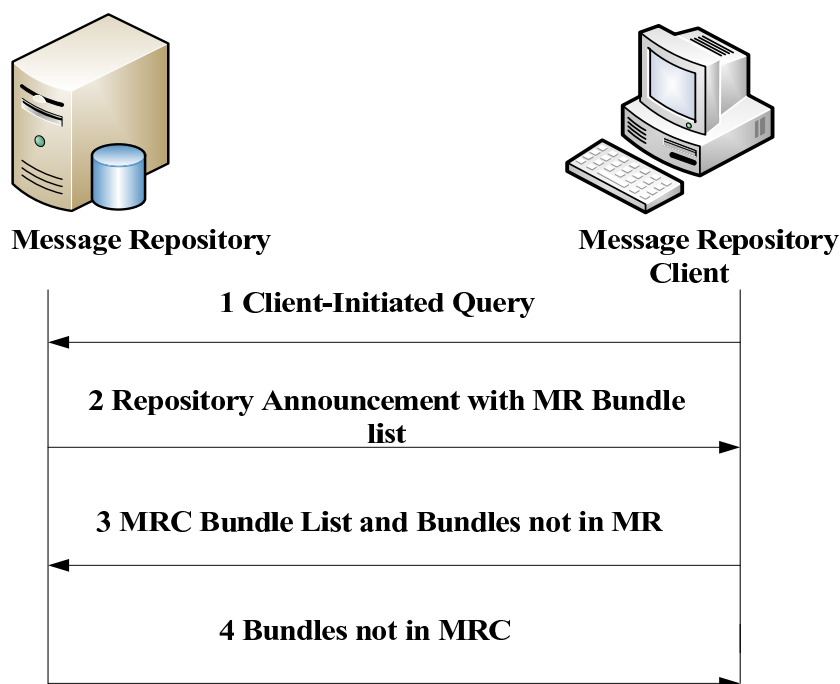 Message Repository
Message Repository
Client
1 Client-Initiated Query
2 Repository Announcement with MR Bundle
list
3 MRC Bundle List and Bundles not in MR
4 Bundles not in MRC